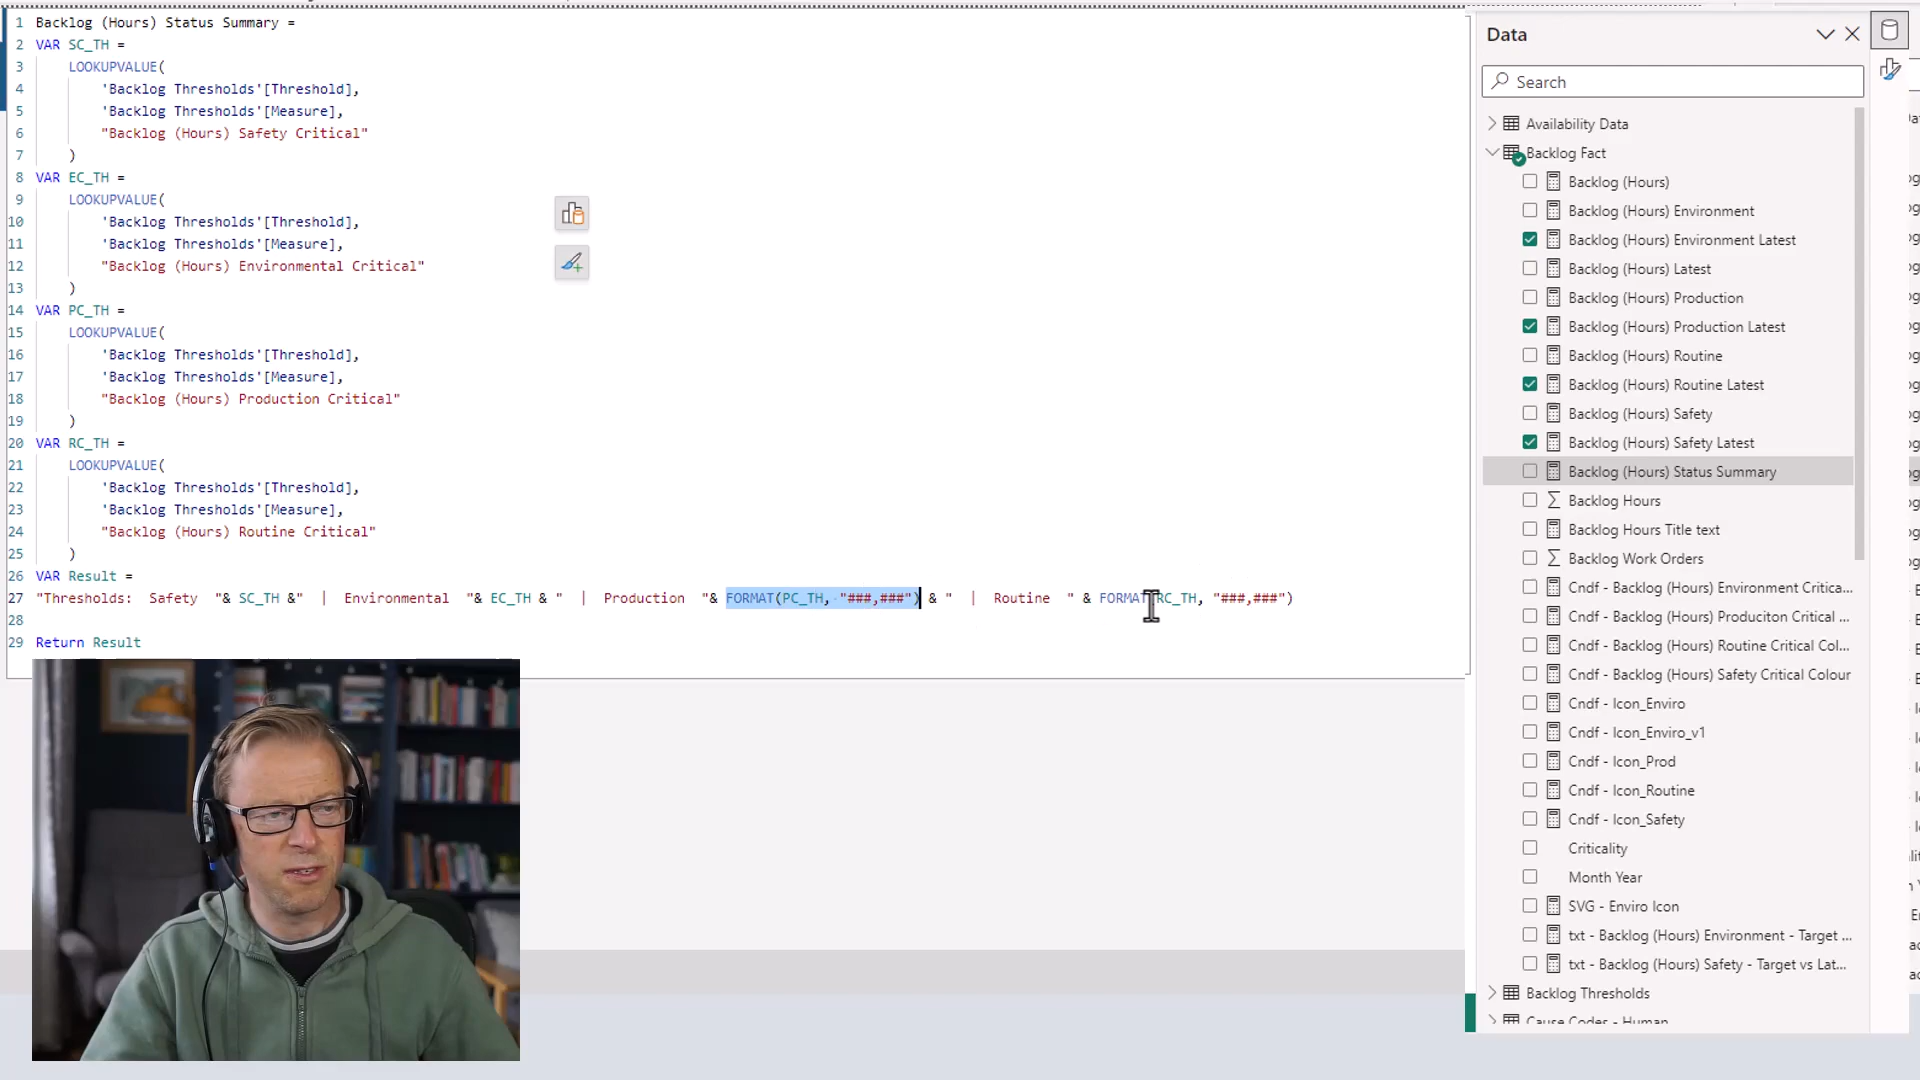 1 Backlog (Hours) Status Summary =
2 VAR SC_TH =
3 LOOKUPVALUE(
4 'Backlog Thresholds'[Threshold],
5 'Backlog Thresholds'[Measure],
6 "Backlog (Hours) Safety Critical"
7 )
8 VAR EC_TH =
9 LOOKUPVALUE(
10 'Backlog Thresholds'[Threshold],
11 'Backlog Thresholds'[Measure],
12 "Backlog (Hours) Environmental Critical"
13 )
14 VAR PC_TH =
15 LOOKUPVALUE(
16 'Backlog Thresholds'[Threshold],
17 'Backlog Thresholds'[Measure],
18 "Backlog (Hours) Production Critical"
19 )
20 VAR RC_TH =
21 LOOKUPVALUE(
22 'Backlog Thresholds'[Threshold],
23 'Backlog Thresholds'[Measure],
24 "Backlog (Hours) Routine Critical"
25 )
26 VAR Result =
27 "Thresholds:  Safety  "& SC_TH &"  |  Environmental  "& EC_TH & "  |  Production  "& FORMAT(PC_TH, "###,###") & "  |  Routine  " & FORMAT(RC_TH, "###,###")
28
29 Return Result
Data
Search
Availability Data
Backlog Fact
Backlog (Hours)
Backlog (Hours) Environment
Backlog (Hours) Environment Latest
Backlog (Hours) Latest
Backlog (Hours) Production
Backlog (Hours) Production Latest
Backlog (Hours) Routine
Backlog (Hours) Routine Latest
Backlog (Hours) Safety
Backlog (Hours) Safety Latest
Backlog (Hours) Status Summary
Backlog Hours
Backlog Hours Title text
Backlog Work Orders
Cndf - Backlog (Hours) Environment Critica...
Cndf - Backlog (Hours) Produciton Critical ...
Cndf - Backlog (Hours) Routine Critical Col...
Cndf - Backlog (Hours) Safety Critical Colour
Cndf - Icon_Enviro
Cndf - Icon_Enviro_v1
Cndf - Icon_Prod
Cndf - Icon_Routine
Cndf - Icon_Safety
Criticality
Month Year
SVG - Enviro Icon
txt - Backlog (Hours) Environment - Target ...
txt - Backlog (Hours) Safety - Target vs Lat...
Backlog Thresholds
Cause Codes - Human